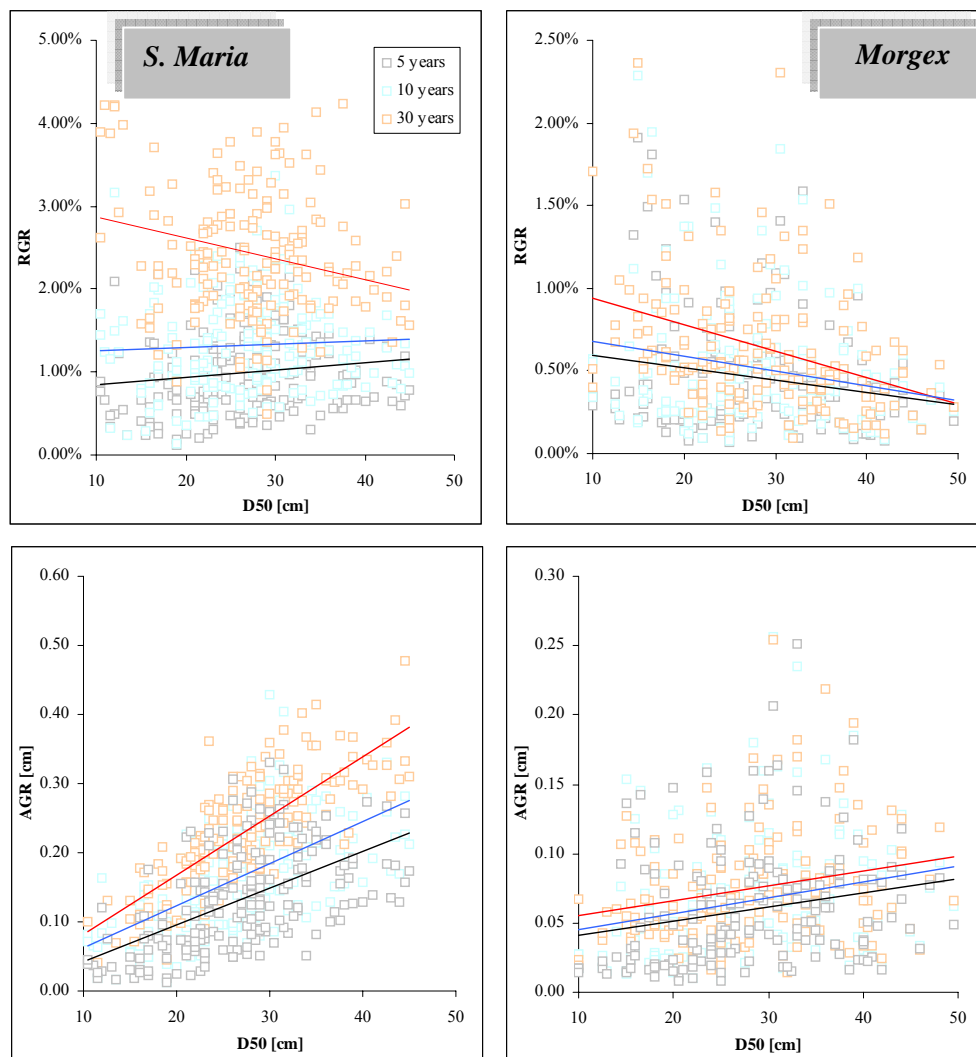 S. Maria
5.00%
4.00%
3.00%
2.00%
1.00%
0.00%
RGR
5 years
10 years
30 years
10 20 30 40 50
D50 [cm]
Morgex
2.50%
2.00%
1.50%
1.00%
0.50%
0.00%
RGR
10 20 30 40 50
D50 [cm]
0.60
0.50
0.40
0.30
0.20
0.10
0.00
AGR [cm]
10 20 30 40 50
D50 [cm]
0.30
0.25
0.20
0.15
0.10
0.05
0.00
AGR [cm]
10 20 30 40 50
D50 [cm]